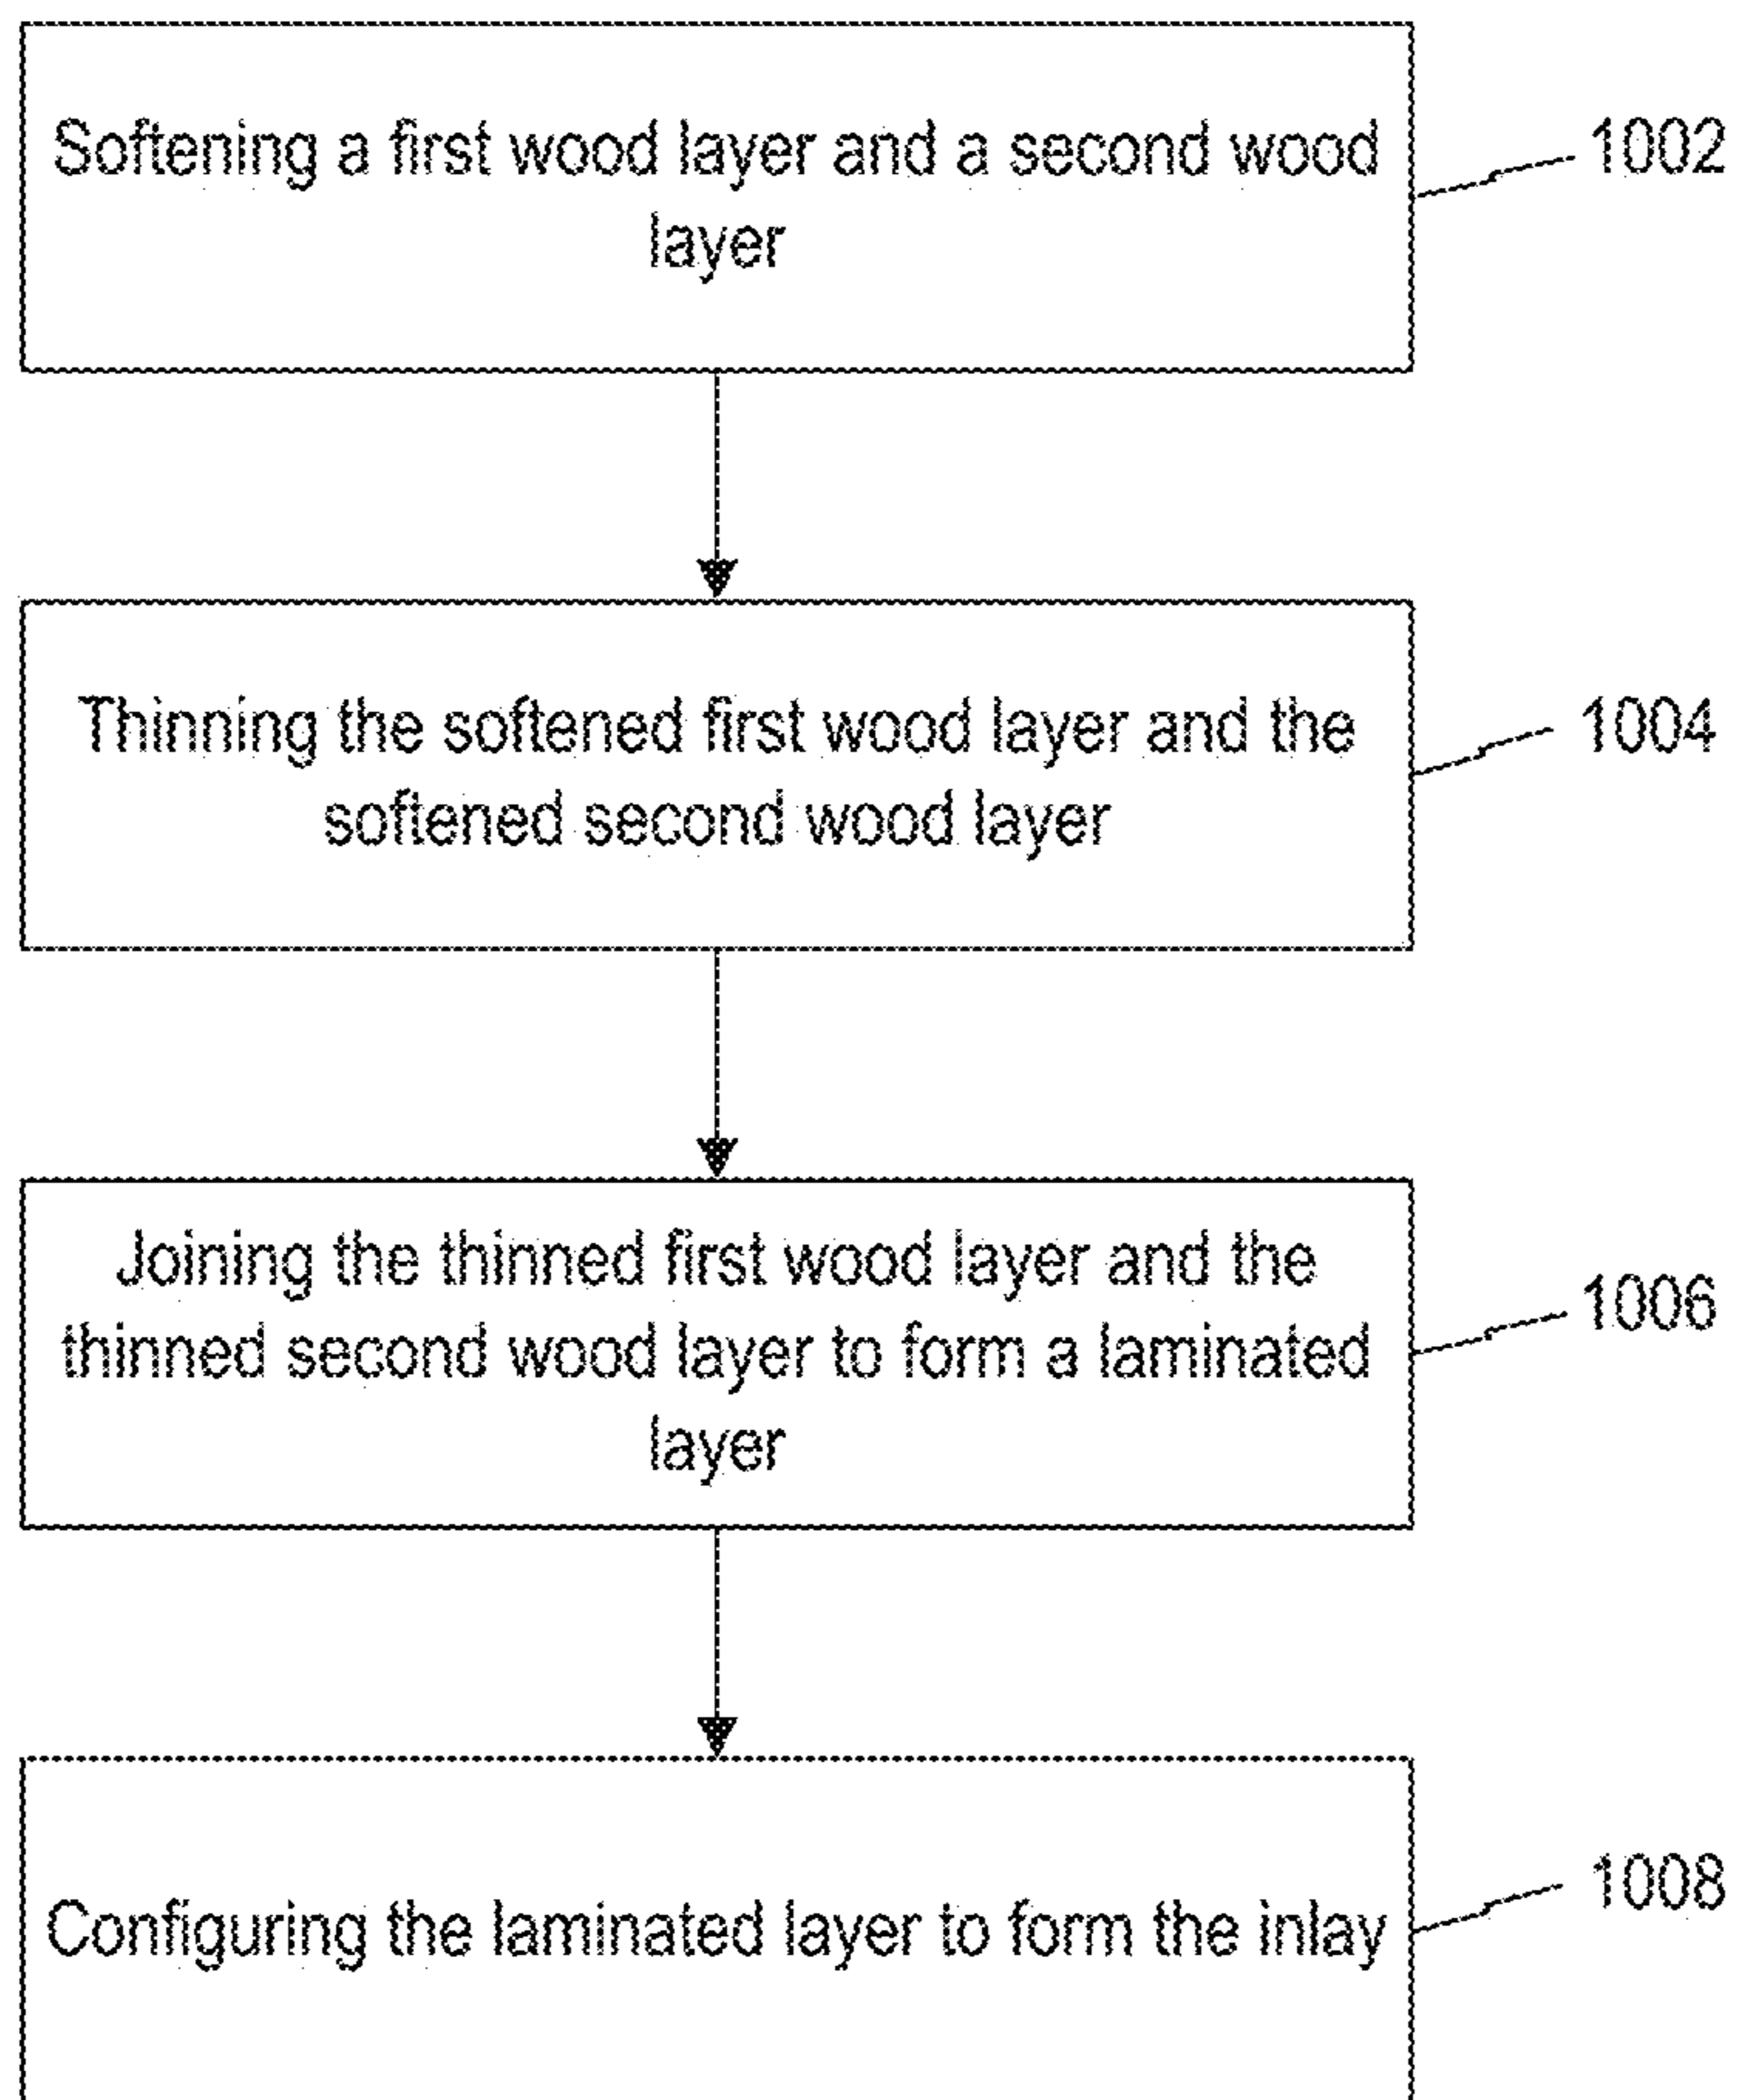 Softening a first wood layer and a second wood
layer
1002
Thinning the softened first wood layer and the
softened second wood layer
1004
Joining the thinned first wood layer and the
thinned second wood layer to form a laminated
layer
1006
Configuring the laminated layer to form the inlay
1008